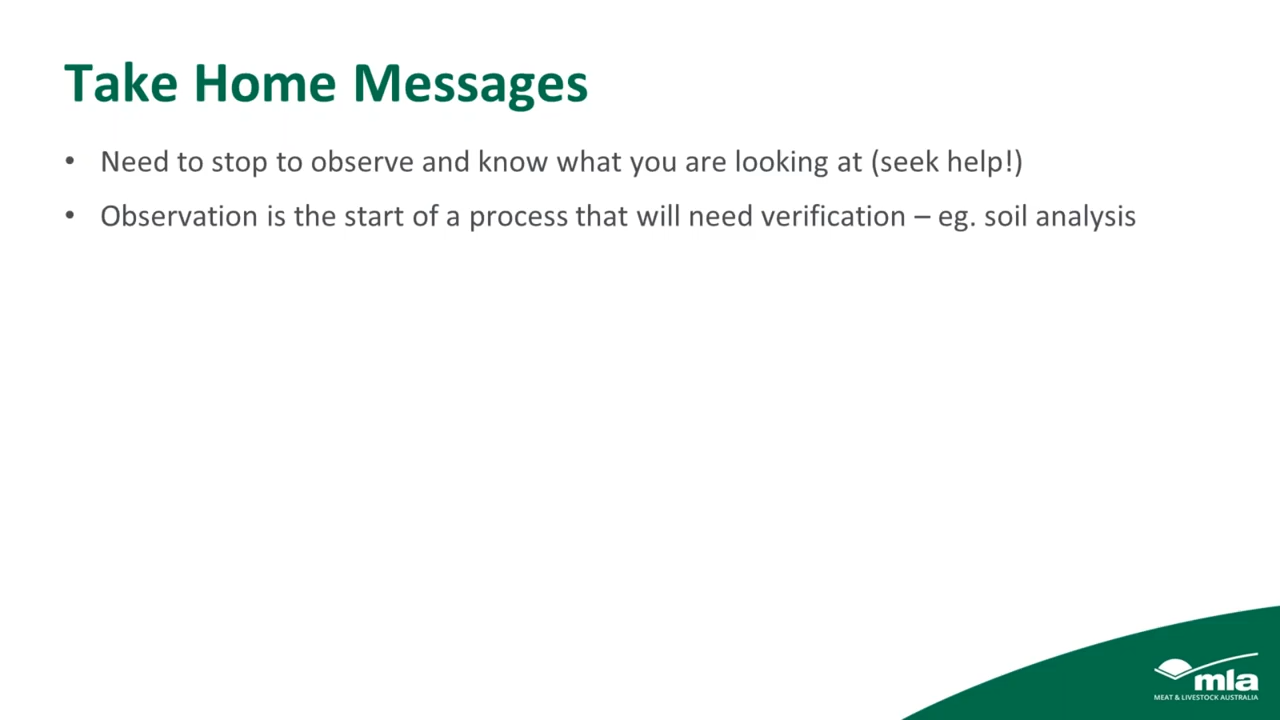 Take Home Messages
• Need to stop to observe and know what you are looking at (seek help!)
• Observation is the start of a process that will need verification – eg. soil analysis
mla
MEAT & LIVESTOCK AUSTRALIA